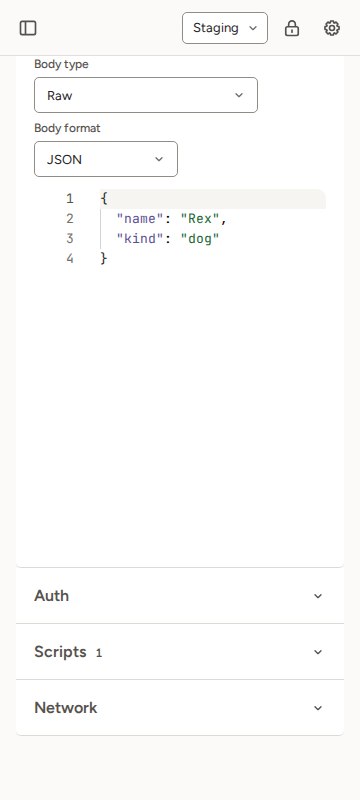 Staging
Body type
Raw
Body format
JSON
1 {
2 "name": "Rex",
3 "kind": "dog"
4 }
Auth
Scripts 1
Network